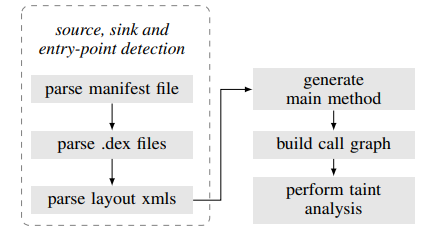 source, sink and
entry-point detection
parse manifest file
parse .dex files
parse layout xmls
generate
main method
build call graph
perform taint
analysis